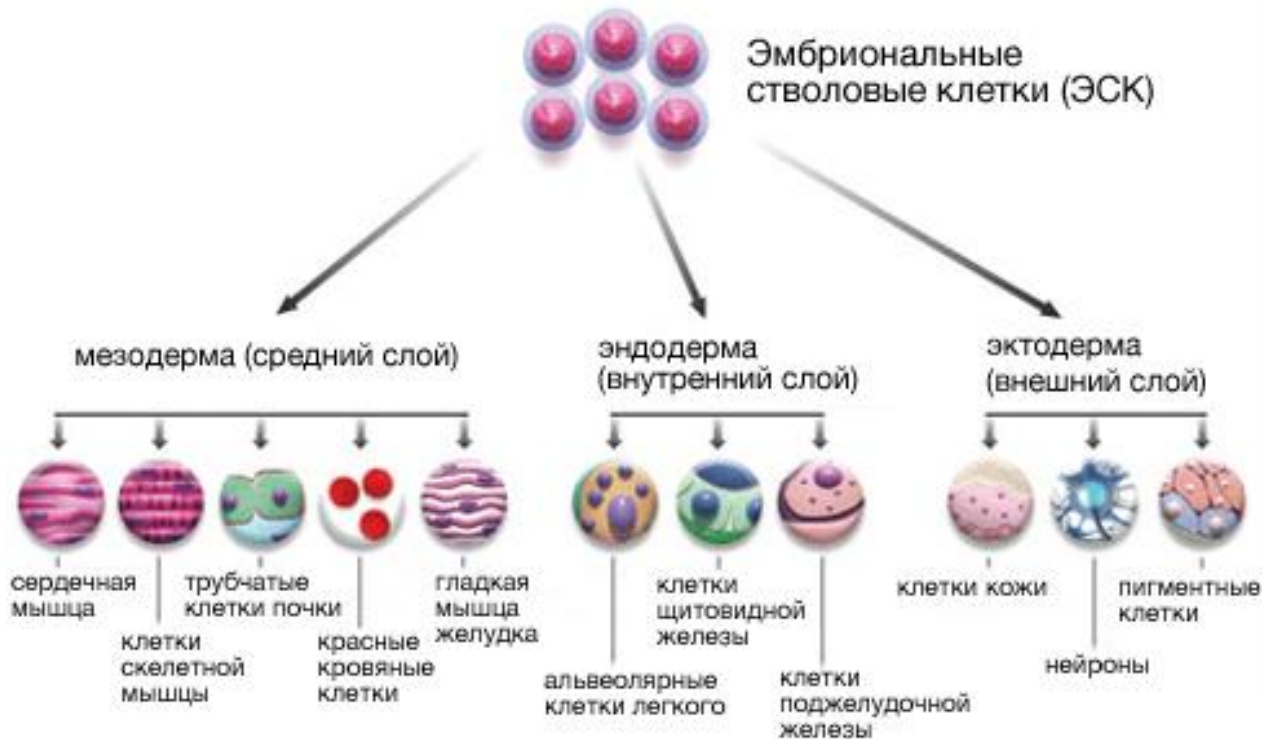 Эмбриональные
стволовые клетки (ЭСК)
мезодерма (средний слой)
эндодерма
(внутренний слой)
эктодерма
(внешний слой)
сердечная
мышца
клетки
скелетной
мышцы
трубчатые
клетки почки
красные
кровяные
клетки
гладкая
мышца
желудка
альвеолярные
клетки легкого
клетки
щитовидной
железы
клетки
поджелудочной
железы
клетки кожи
нейроны
пигментные
клетки